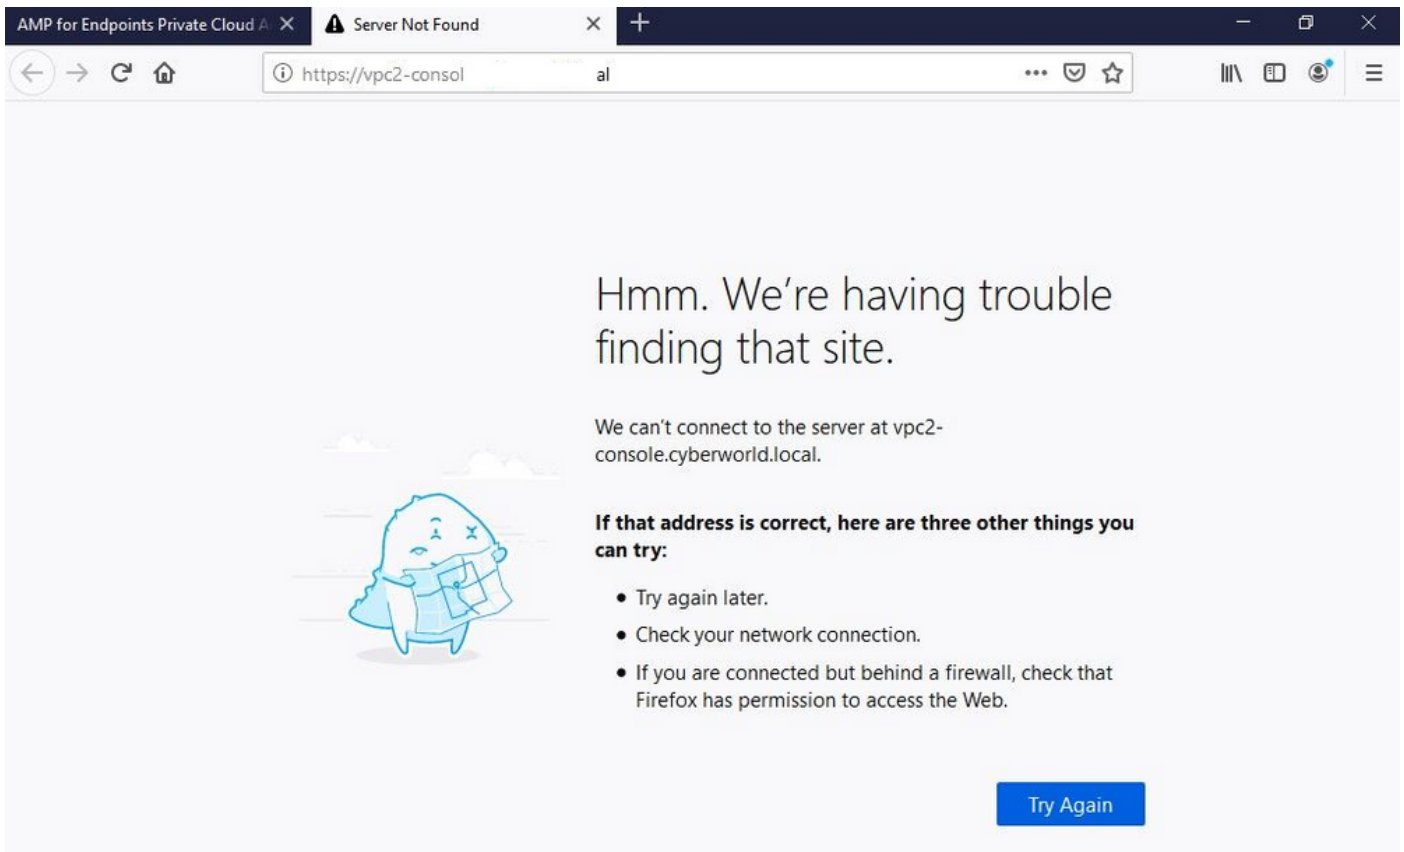 AMP for Endpoints Private Cloud A
Server Not Found
https://vpc2-consol al
Hmm. We're having trouble
finding that site.
We can't connect to the server at vpc2-
console.cyberworld.local.
If that address is correct, here are three other things you
can try:
• Try again later.
• Check your network connection.
• If you are connected but behind a firewall, check that
Firefox has permission to access the Web.
Try Again